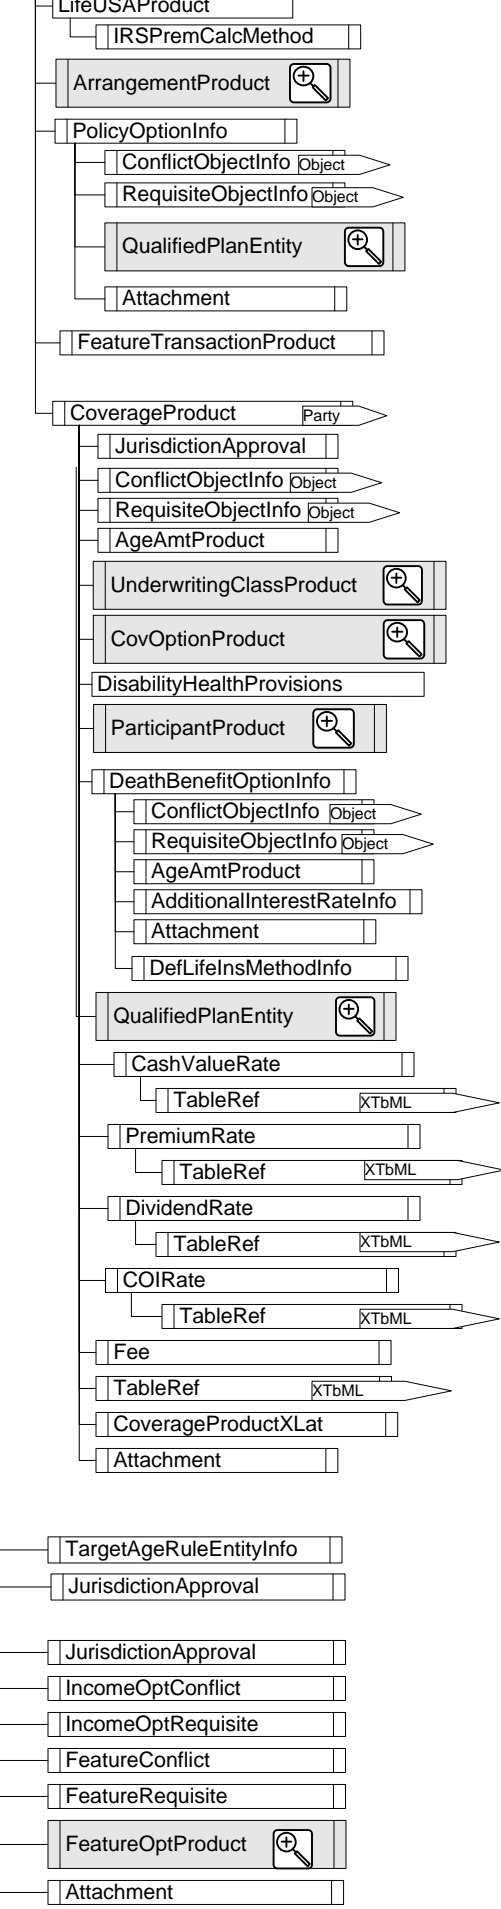 LifeUSAProduct
IRSPremCalcMethod
ArrangementProduct
PolicyOptionInfo
ConflictObjectInfo Object
RequisiteObjectInfo Object
QualifiedPlanEntity
Attachment
FeatureTransactionProduct
CoverageProduct Party
JurisdictionApproval
ConflictObjectInfo Object
RequisiteObjectInfo Object
AgeAmtProduct
UnderwritingClassProduct
CovOptionProduct
DisabilityHealthProvisions
ParticipantProduct
DeathBenefitOptionInfo
ConflictObjectInfo Object
RequisiteObjectInfo Object
AgeAmtProduct
AdditionalInterestRateInfo
Attachment
DefLifeInsMethodInfo
QualifiedPlanEntity
CashValueRate
TableRef XTbML
PremiumRate
TableRef XTbML
DividendRate
TableRef XTbML
COIRate
TableRef XTbML
Fee
TableRef XTbML
CoverageProductXLat
Attachment
TargetAgeRuleEntityInfo
JurisdictionApproval
JurisdictionApproval
IncomeOptConflict
IncomeOptRequisite
FeatureConflict
FeatureRequisite
FeatureOptProduct
Attachment